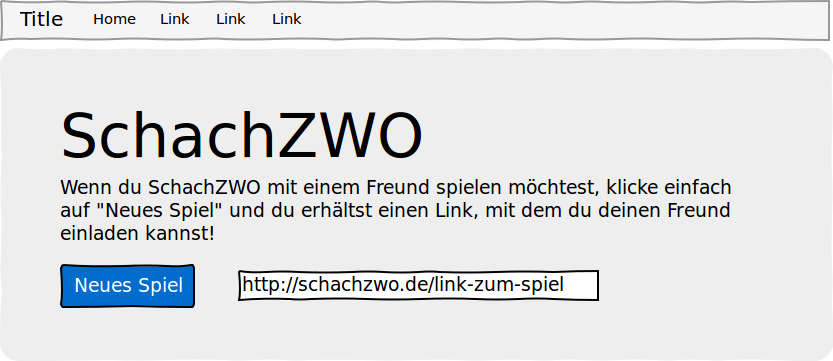 Title Home Link Link Link
SchachZWO
Wenn du SchachZWO mit einem Freund spielen möchtest, klicke einfach
auf "Neues Spiel" und du erhältst einen Link, mit dem du deinen Freund
einladen kannst!
Neues Spiel http://schachzwo.de/link-zum-spiel